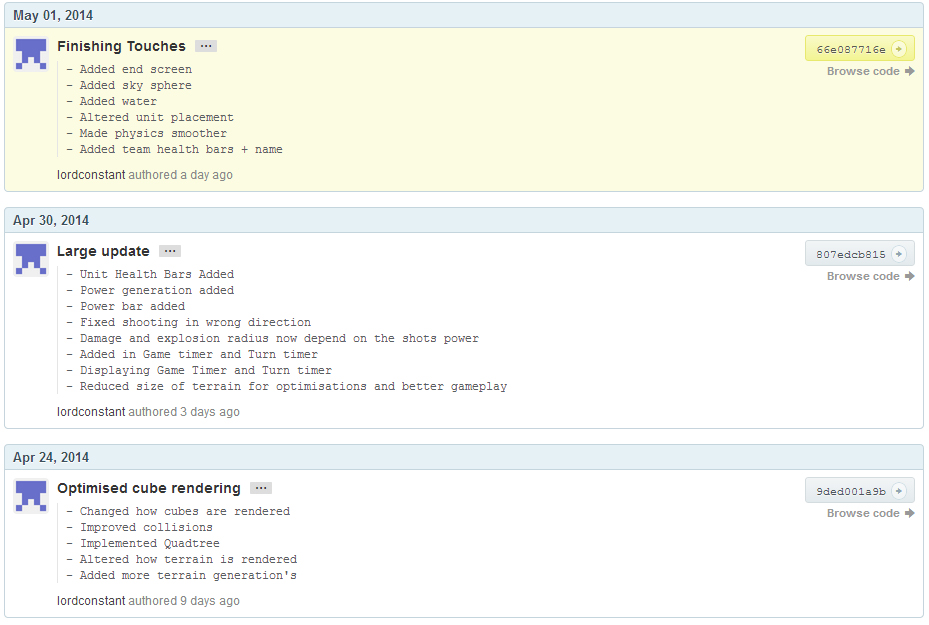 May 01, 2014
Finishing Touches ...
66e087716e
Browse code
- Added end screen
- Added sky sphere
- Added water
- Altered unit placement
- Made physics smoother
- Added team health bars + name
lordconstant authored a day ago
Apr 30, 2014
Large update ...
807edcb815
Browse code
- Unit Health Bars Added
- Power generation added
- Power bar added
- Fixed shooting in wrong direction
- Damage and explosion radius now depend on the shots power
- Added in Game timer and Turn timer
- Displaying Game Timer and Turn timer
- Reduced size of terrain for optimisations and better gameplay
lordconstant authored 3 days ago
Apr 24, 2014
Optimised cube rendering ...
9ded001a9b
Browse code
- Changed how cubes are rendered
- Improved collisions
- Implemented Quadtree
- Altered how terrain is rendered
- Added more terrain generation's
lordconstant authored 9 days ago